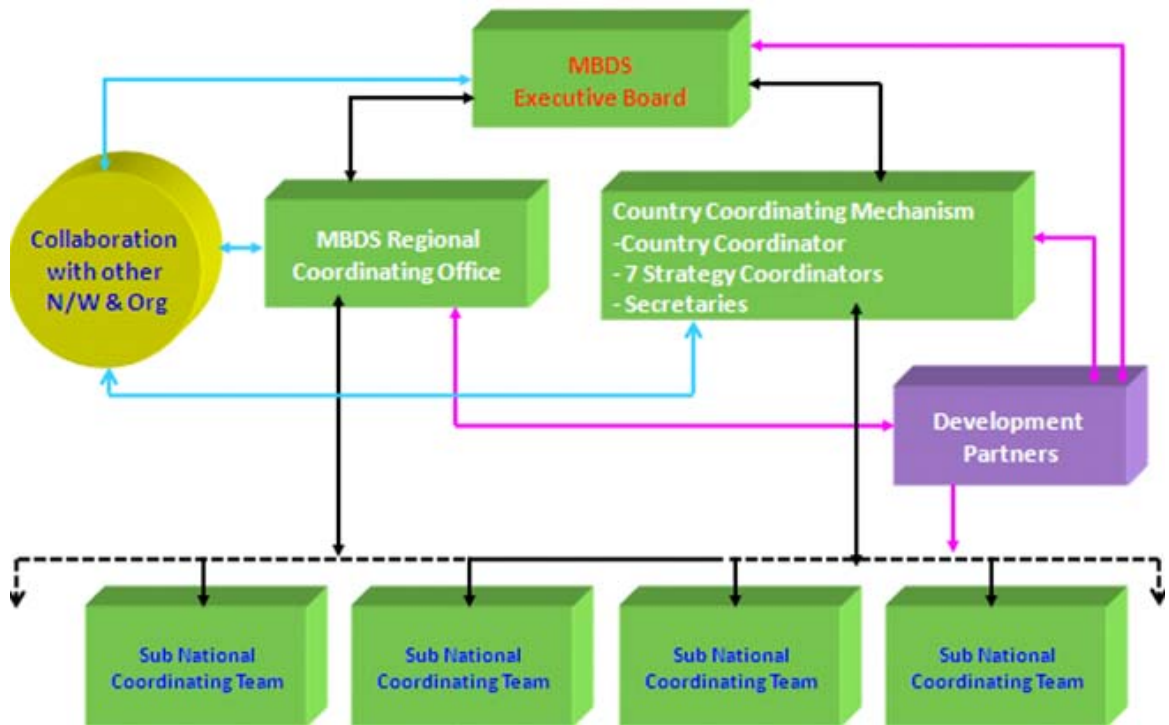 MBDS
Executive Board
Collaboration
with other
N/W & Org
MBDS Regional
Coordinating Office
Country Coordinating Mechanism
-Country Coordinator
- 7 Strategy Coordinators
- Secretaries
Development
Partners
Sub National
Coordinating Team
Sub National
Coordinating Team
Sub National
Coordinating Team
Sub National
Coordinating Team